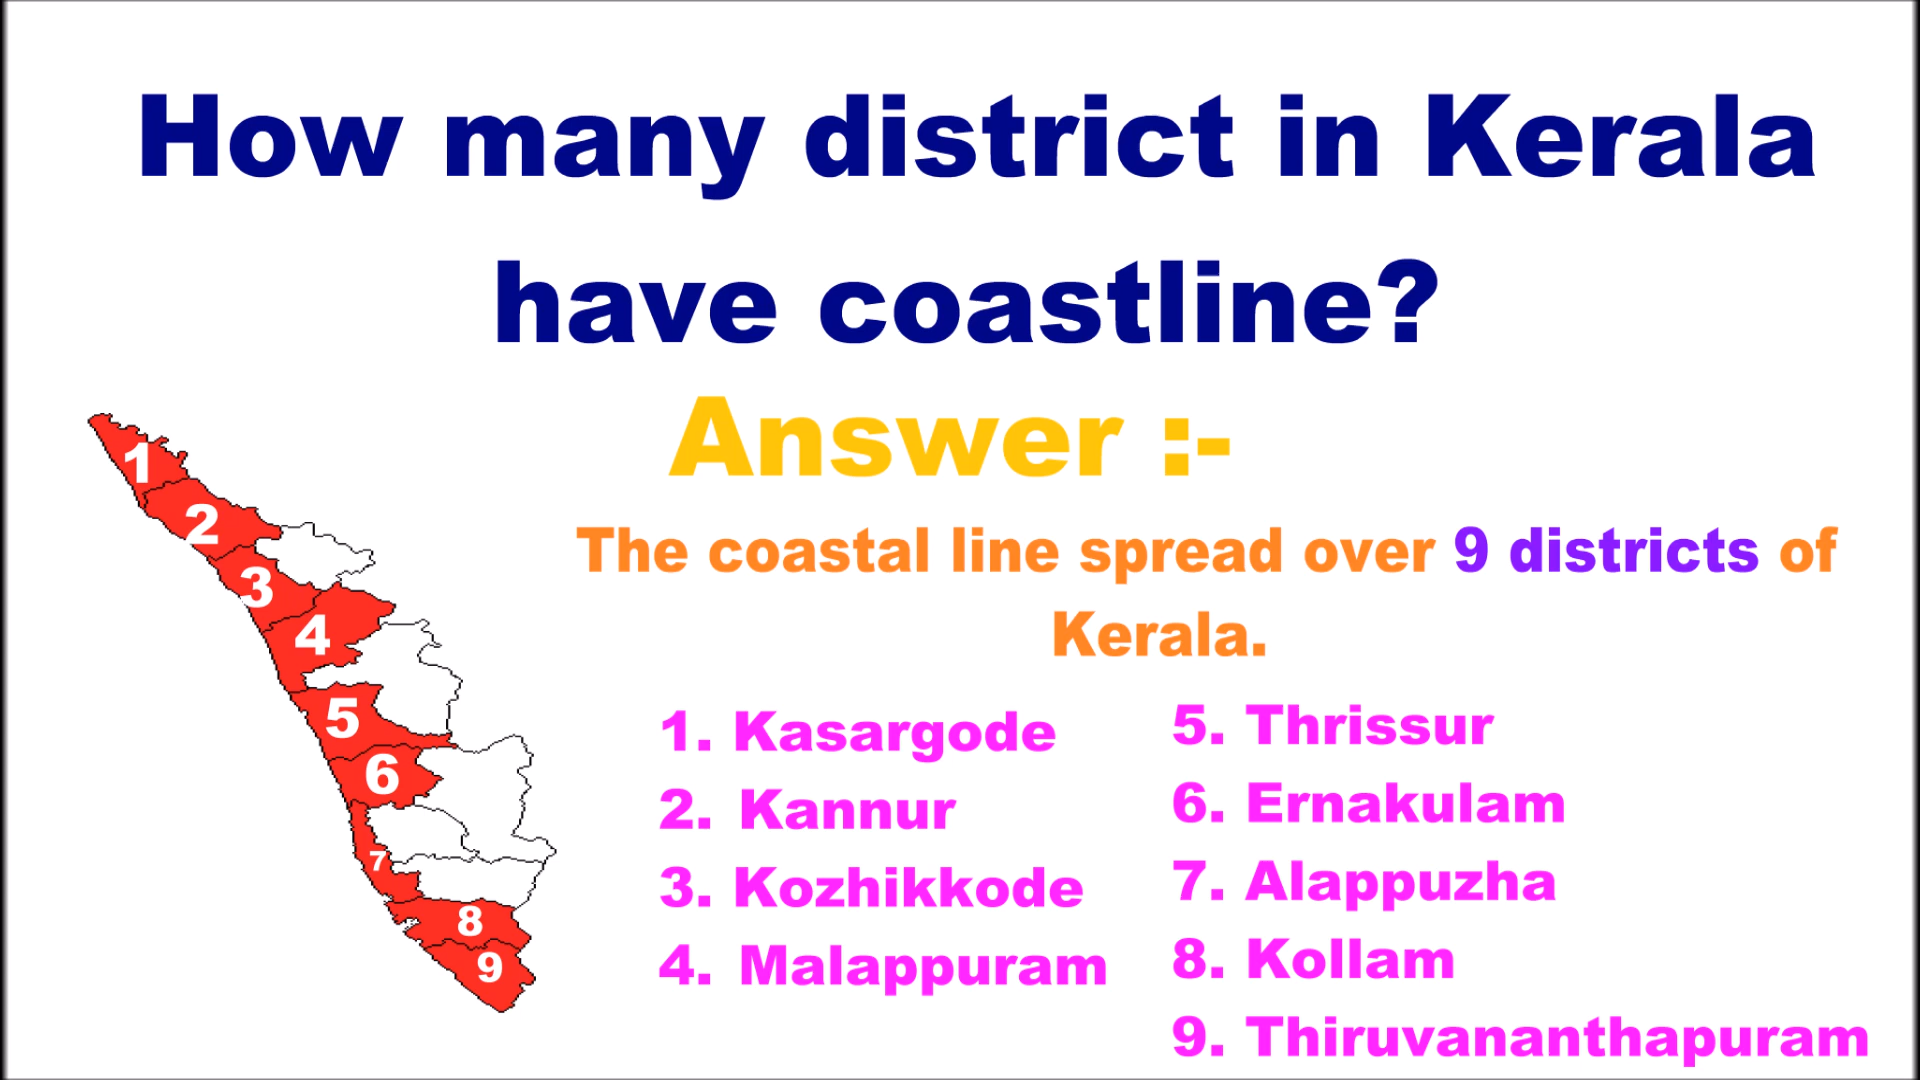 How many district in Kerala
have coastline?
Answer :-
The coastal line spread over 9 districts of
Kerala.
1. Kasargode
2. Kannur
3. Kozhikkode
4. Malappuram
5. Thrissur
6. Ernakulam
7. Alappuzha
8. Kollam
9. Thiruvananthapuram
1
2
3
4
5
6
7
8
9